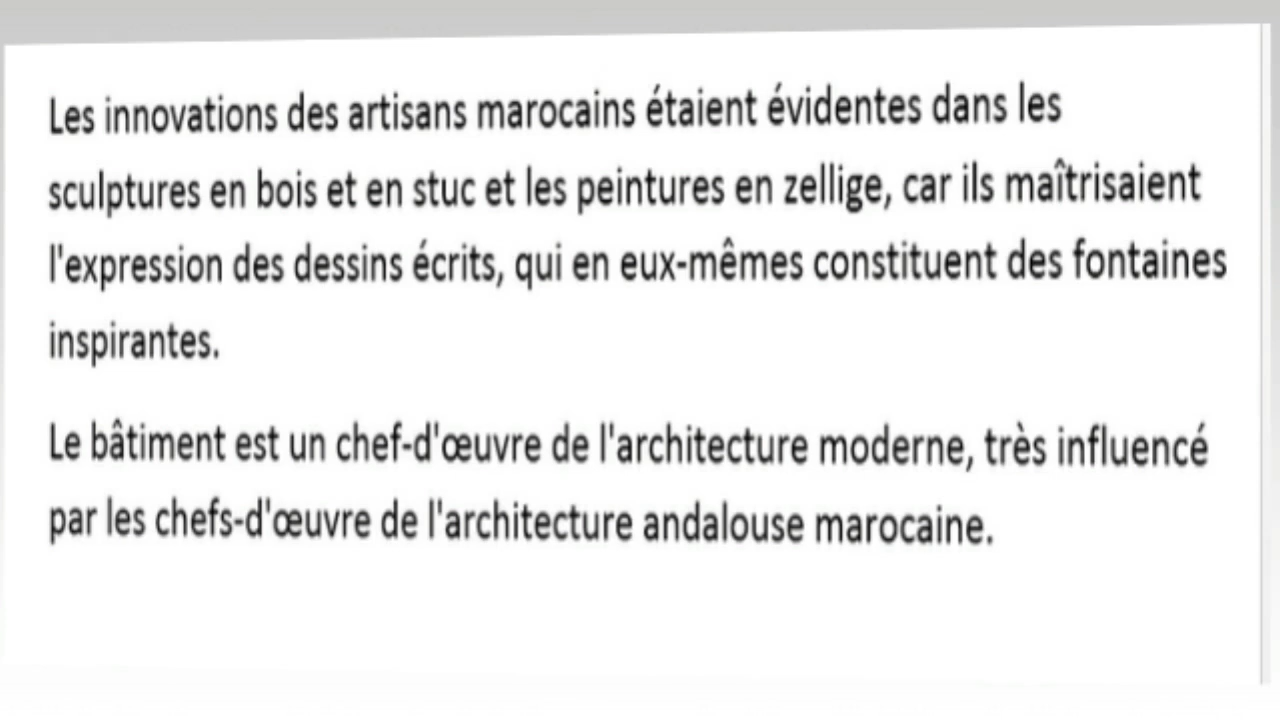 Les innovations des artisans marocains étaient évidentes dans les
sculptures en bois et en stuc et les peintures en zellige, car ils maîtrisaient
l'expression des dessins écrits, qui en eux-mêmes constituent des fontaines
inspirantes.
Le bâtiment est un chef-d'œuvre de l'architecture moderne, très influencé
par les chefs-d'œuvre de l'architecture andalouse marocaine.